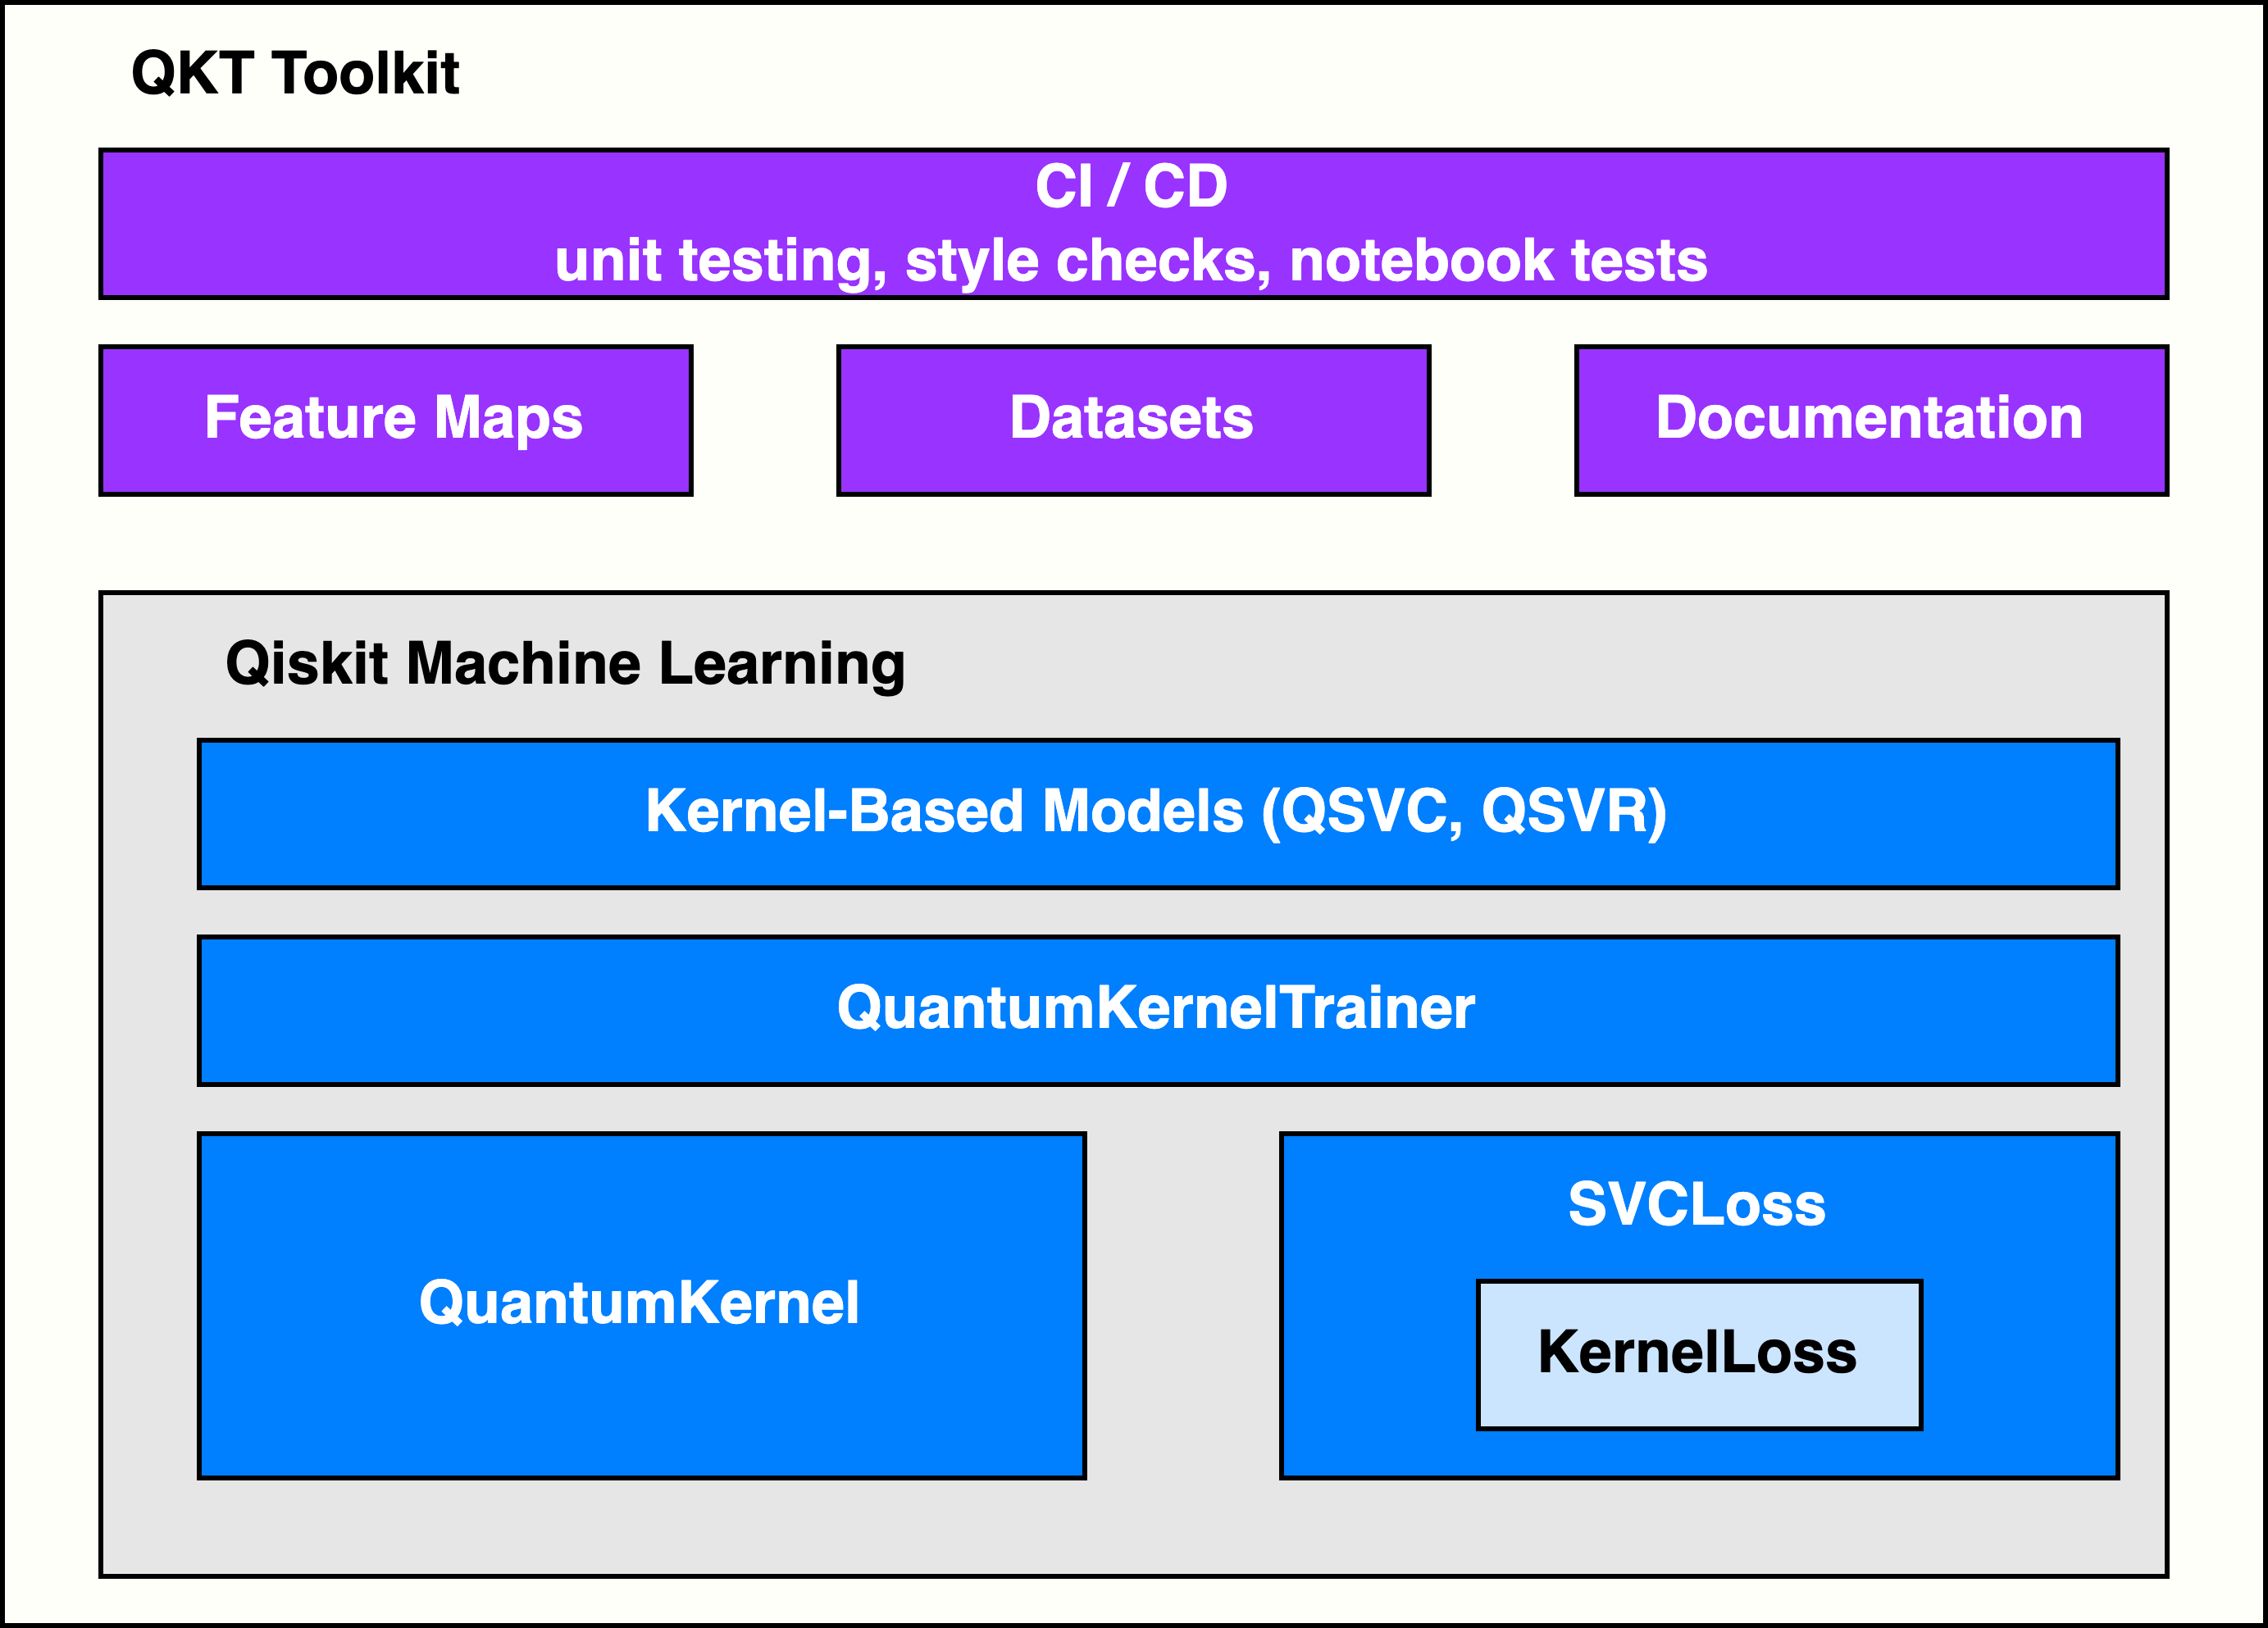 QKT Toolkit
CI / CD
unit testing, style checks, notebook tests
Feature Maps
Datasets
Documentation
Qiskit Machine Learning
Kernel-Based Models (QSVC, QSVR)
QuantumKernelTrainer
QuantumKernel
SVCLoss
KernelLoss